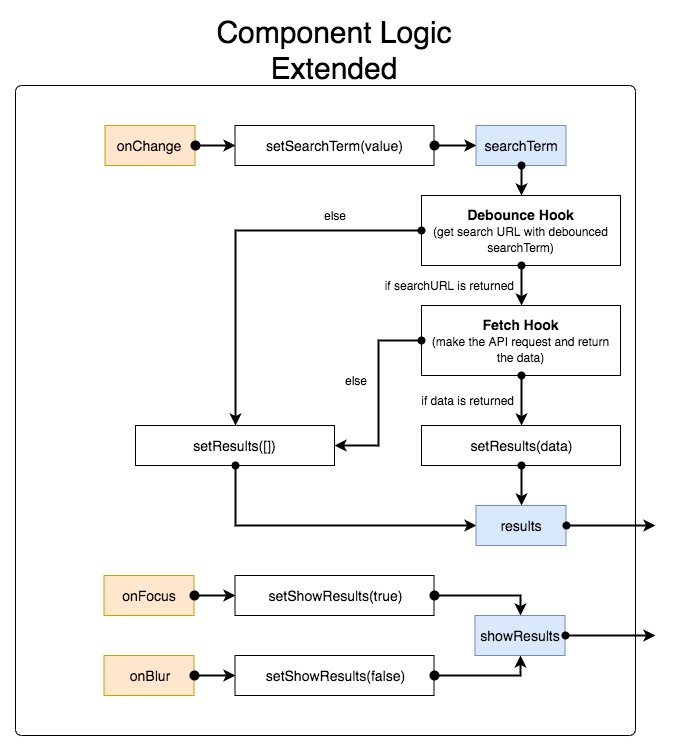 Component Logic
Extended
onChange
setSearchTerm(value)
searchTerm
else
Debounce Hook
(get search URL with debounced
searchTerm)
if searchURL is returned
Fetch Hook
(make the API request and return
the data)
else
if data is returned
setResults([])
setResults(data)
results
onFocus
setShowResults(true)
showResults
onBlur
setShowResults(false)